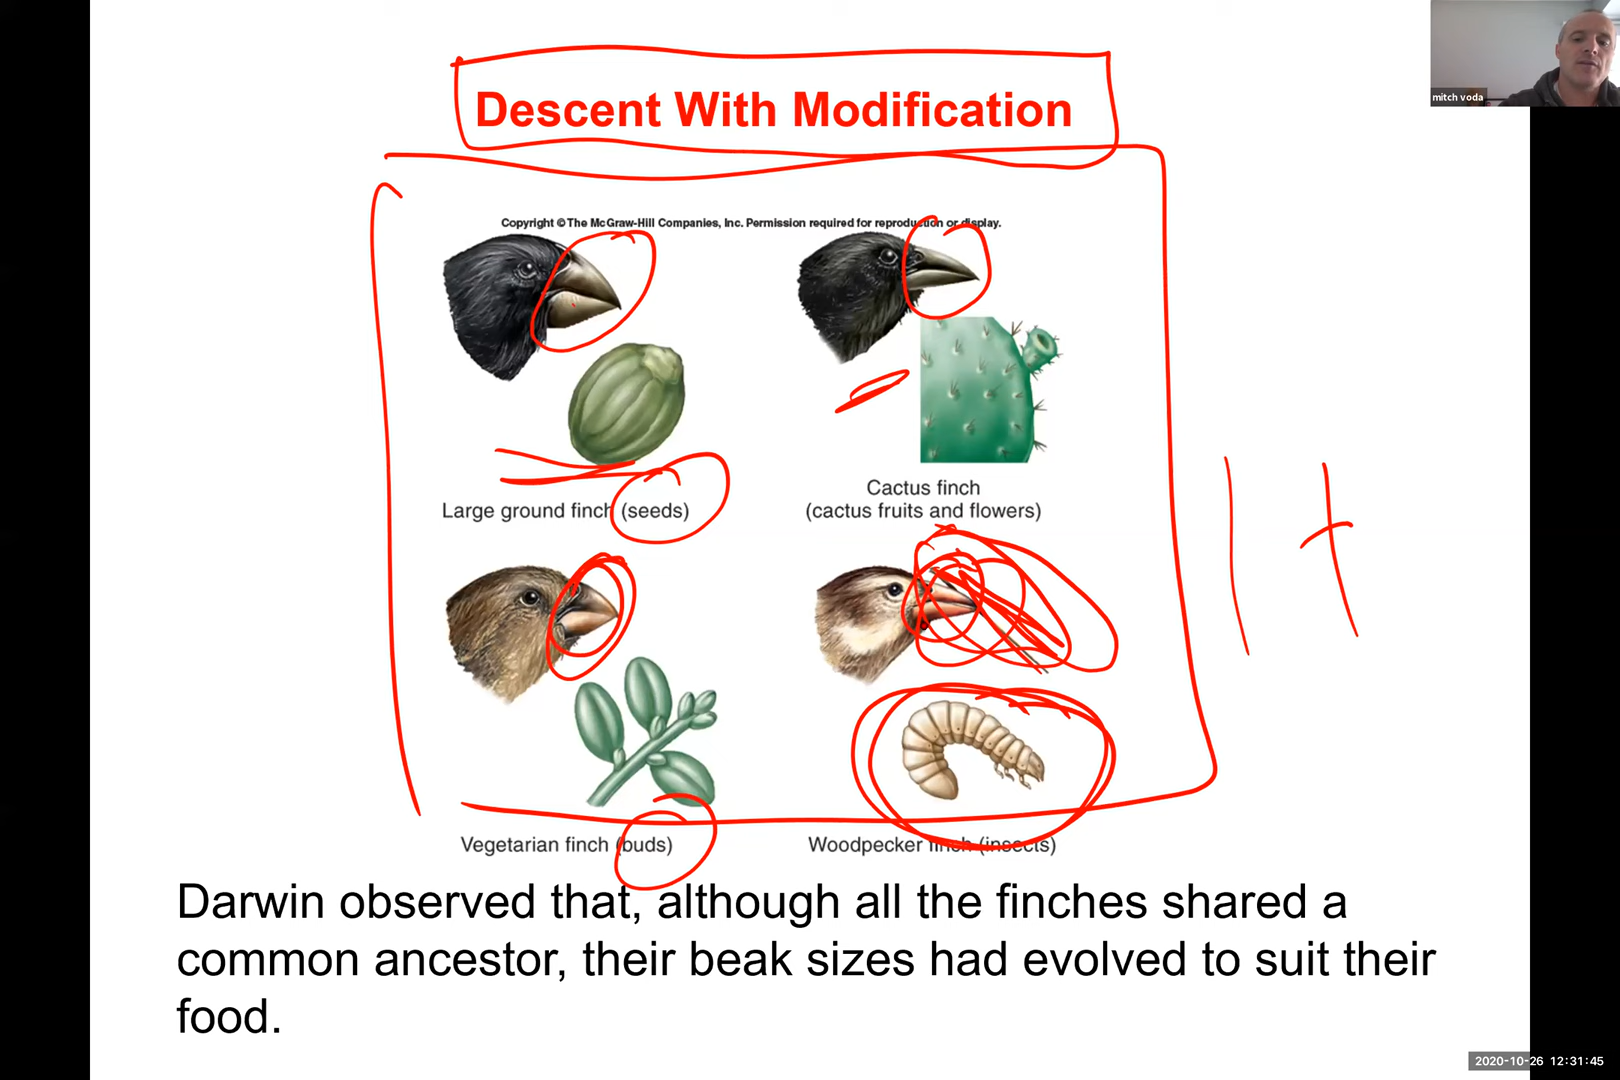 mitch voda
Descent With Modification
Copyright © The McGraw-Hill Companies, Inc. Permission required for reproduction or display.
Large ground finch (seeds)
Cactus finch
(cactus fruits and flowers)
Vegetarian finch (buds)
Woodpecker finch (insects)
Darwin observed that, although all the finches shared a
common ancestor, their beak sizes had evolved to suit their
food.
2020-10-26 12:31:45